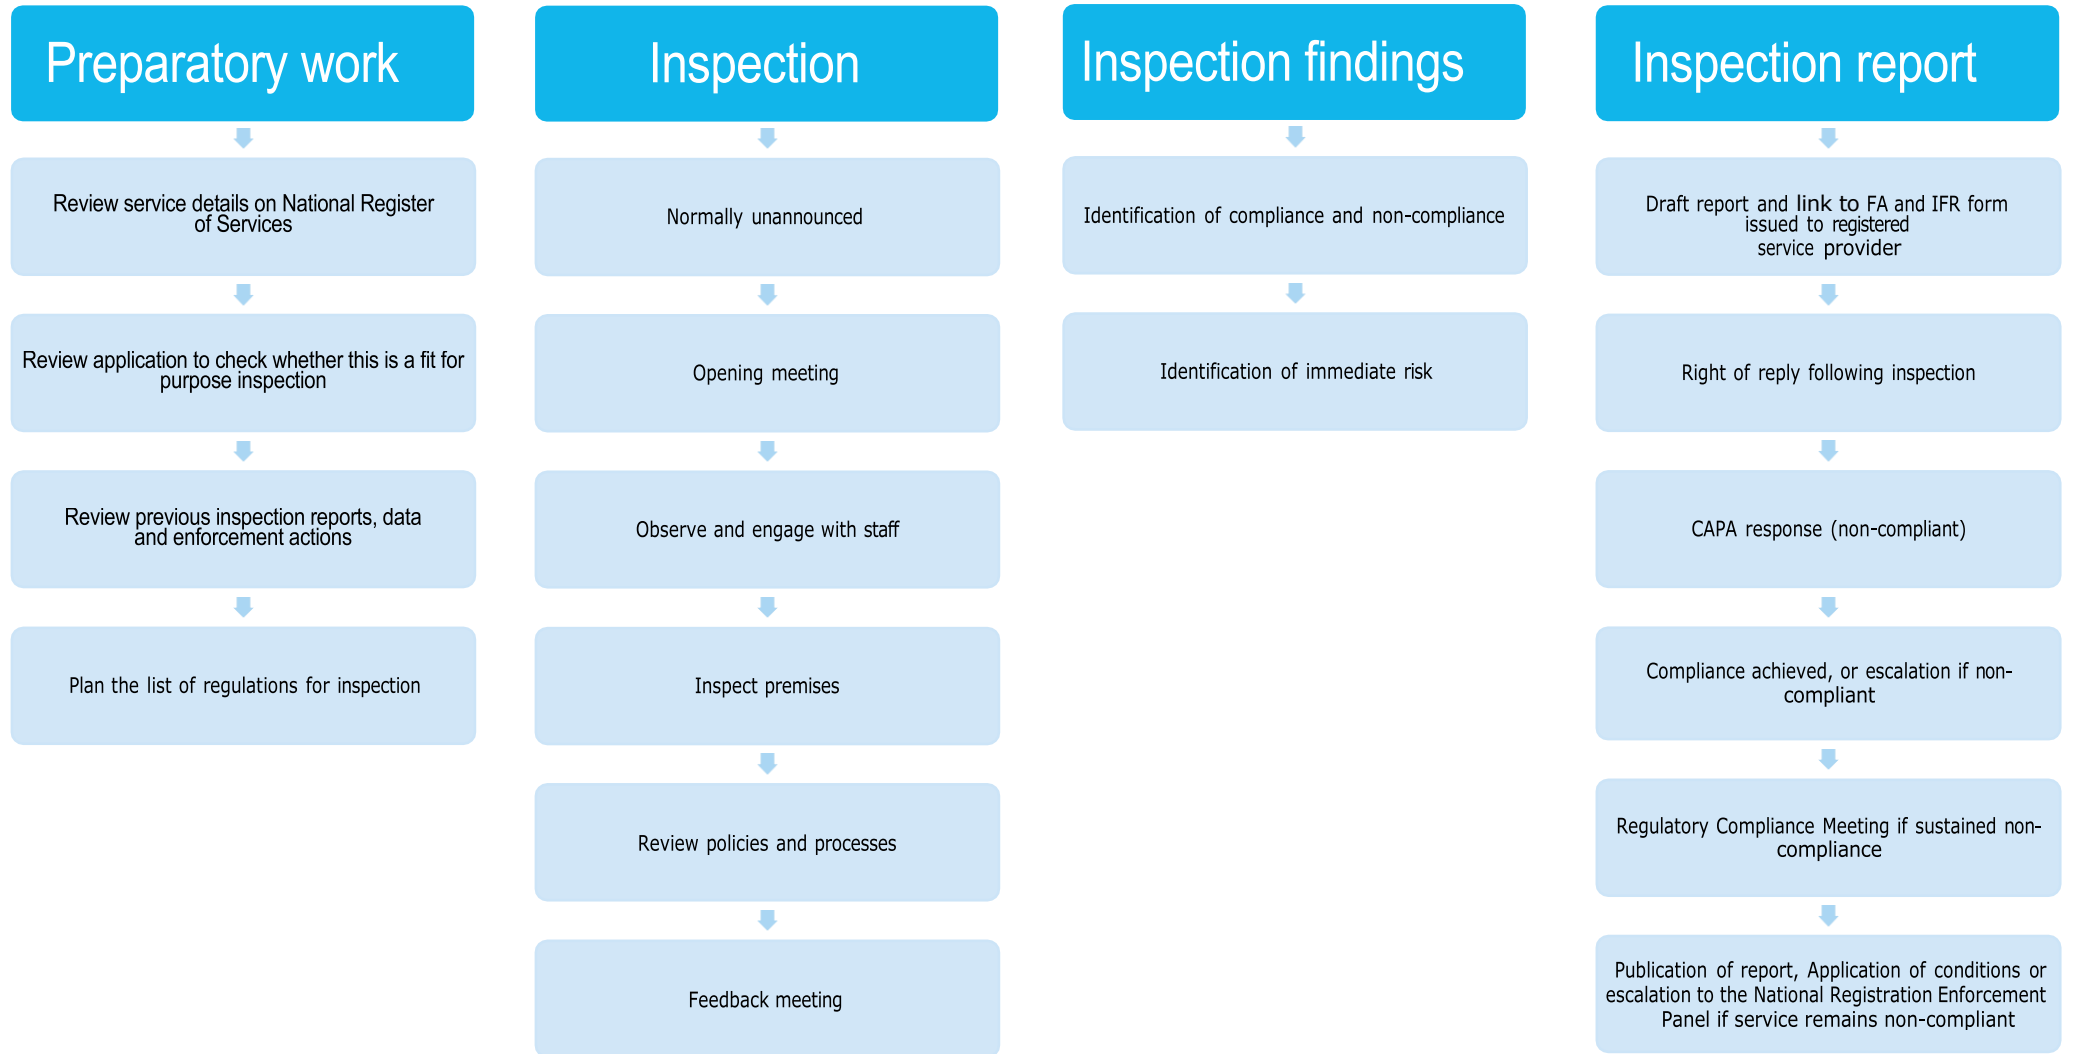 Preparatory work
Review service details on National Register
of Services
Review application to check whether this is a fit for
purpose inspection
Review previous inspection reports, data
and enforcement actions
Plan the list of regulations for inspection
Inspection
Normally unannounced
Opening meeting
Observe and engage with staff
Inspect premises
Review policies and processes
Feedback meeting
Inspection findings
Identification of compliance and non-compliance
Identification of immediate risk
Inspection report
Draft report and link to FA and IFR form
issued to registered
service provider
Right of reply following inspection
CAPA response (non-compliant)
Compliance achieved, or escalation if non-
compliant
Regulatory Compliance Meeting if sustained non-
compliance
Publication of report, Application of conditions or
escalation to the National Registration Enforcement
Panel if service remains non-compliant